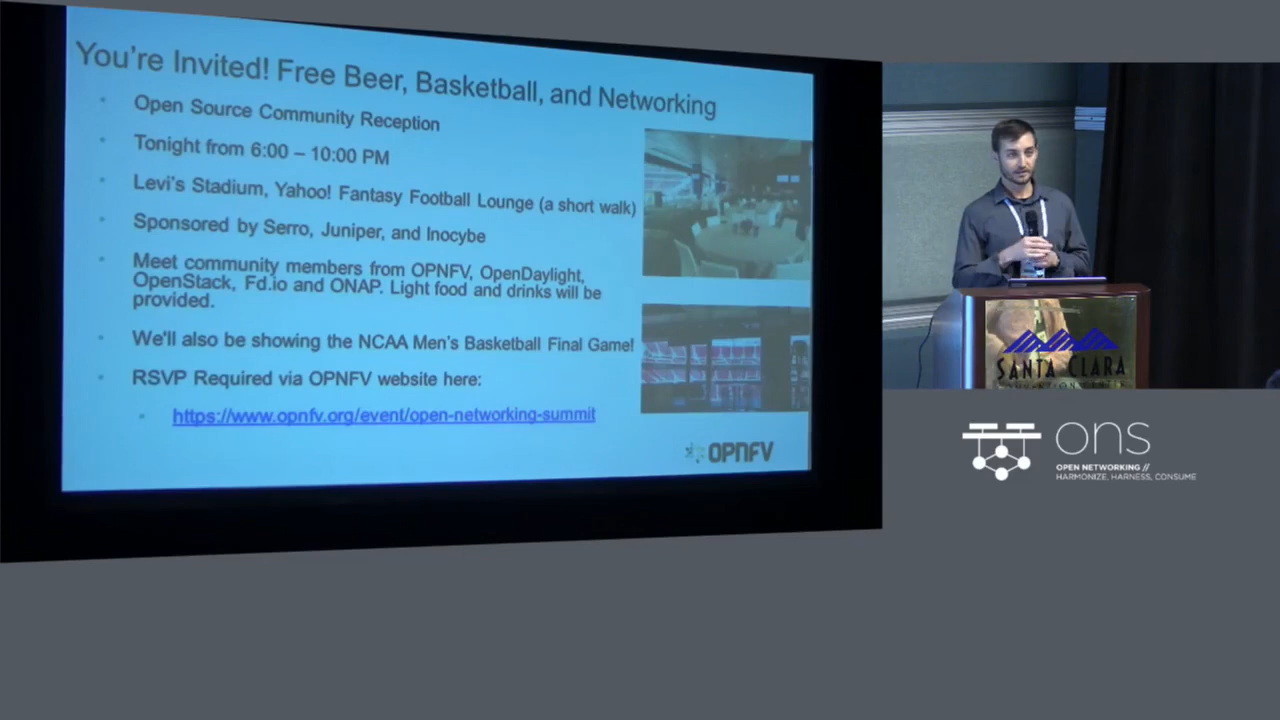 You're Invited! Free Beer, Basketball, and Networking
Open Source Community Reception
Tonight from 6:00 – 10:00 PM
Levi's Stadium, Yahoo! Fantasy Football Lounge (a short walk)
Sponsored by Serro, Juniper, and Inocybe
Meet community members from OPNFV, OpenDaylight,
OpenStack, Fd.io and ONAP. Light food and drinks will be
provided.
We'll also be showing the NCAA Men's Basketball Final Game!
RSVP Required via OPNFV website here:
https://www.opnfv.org/event/open-networking-summit
OPNFV
SANTA CLARA
CONVENTION CENTER
ons
OPEN NETWORKING //
HARMONIZE, HARNESS, CONSUME